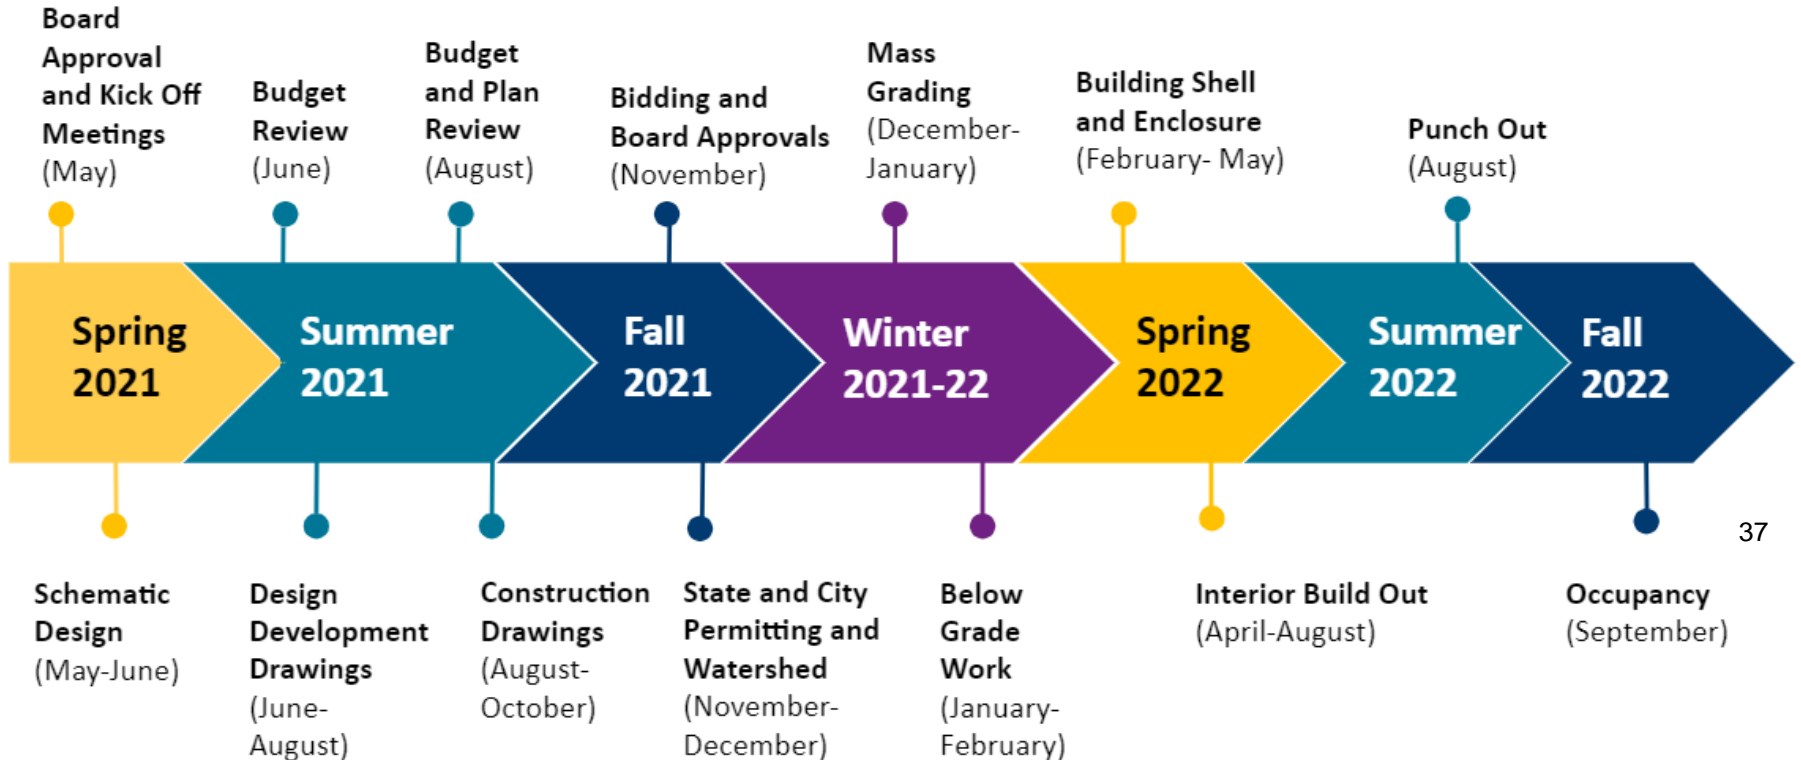 Board
Approval
and Kick Off
Meetings
(May)
Budget
Review
(June)
Budget
and Plan
Review
(August)
Bidding and
Board Approvals
(November)
Mass
Grading
(December-
January)
Building Shell
and Enclosure
(February- May)
Punch Out
(August)
Spring
2021
Summer
2021
Fall
2021
Winter
2021-22
Spring
2022
Summer
2022
Fall
2022
37
Schematic
Design
(May-June)
Design
Development
Drawings
(June-
August)
Construction
Drawings
(August-
October)
State and City
Permitting and
Watershed
(November-
December)
Below
Grade
Work
(January-
February)
Interior Build Out
(April-August)
Occupancy
(September)